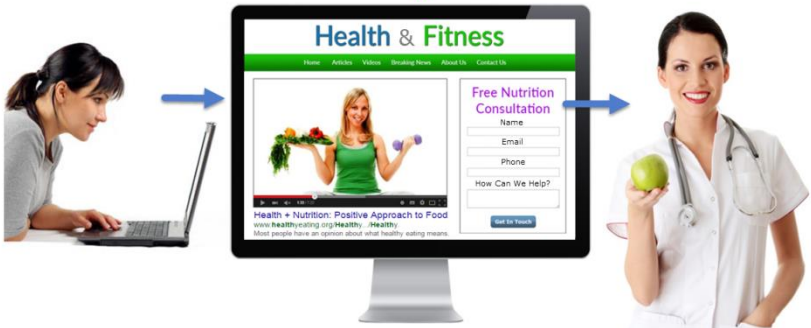 Health & Fitness
Home Articles Videos Breaking News About Us Contact Us
Free Nutrition
Consultation
Name
Email
Phone
How Can We Help?
Get In Touch
Health + Nutrition: Positive Approach to Food
www.healthyeating.org/Healthy.../Healthy
Most people have an opinion about what healthy eating means